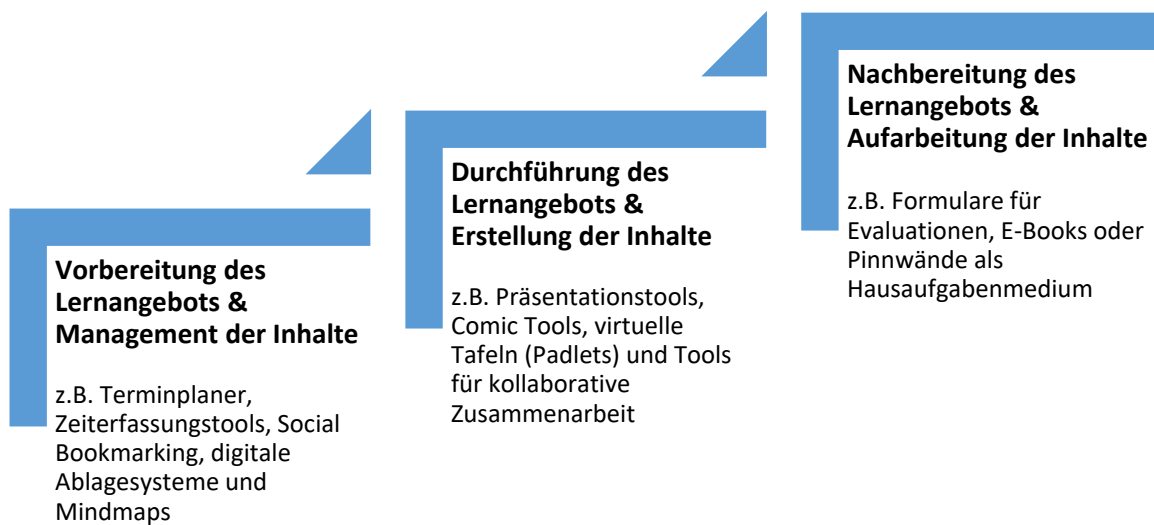 Vorbereitung des
Lernangebots &
Management der Inhalte
z.B. Terminplaner,
Zeiterfassungstools, Social
Bookmarking, digitale
Ablagesysteme und
Mindmaps
Durchführung des
Lernangebots &
Erstellung der Inhalte
z.B. Präsentationstools,
Comic Tools, virtuelle
Tafeln (Padlets) und Tools
für kollaborative
Zusammenarbeit
Nachbereitung des
Lernangebots &
Aufarbeitung der Inhalte
z.B. Formulare für
Evaluationen, E-Books oder
Pinnwände als
Hausaufgabenmedium